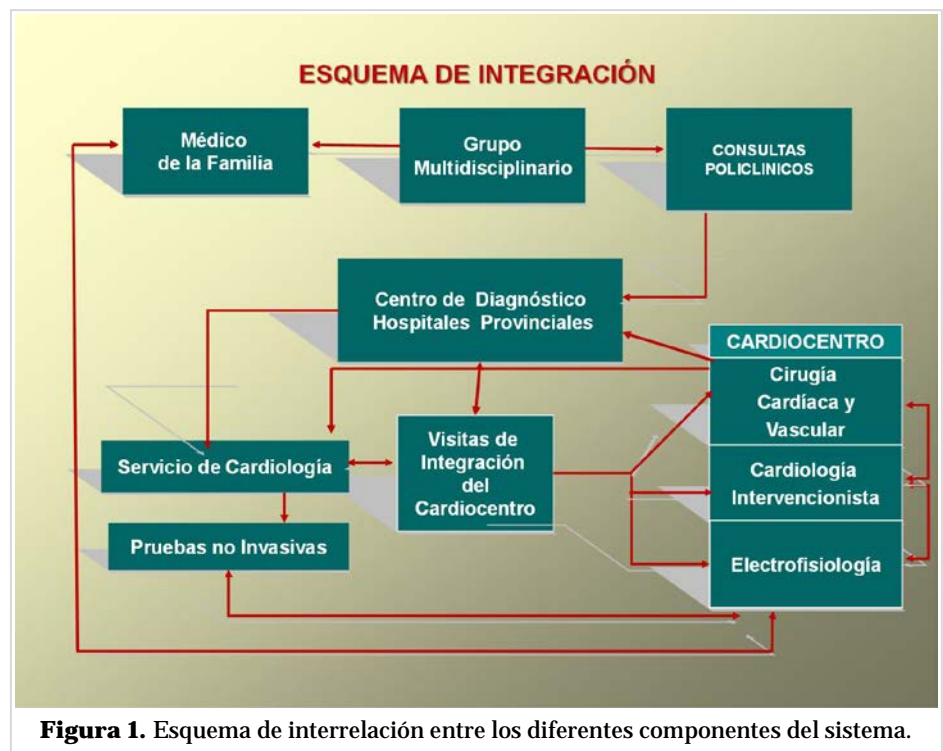 ESQUEMA DE INTEGRACIÓN
Médico
de la Familia
Grupo
Multidisciplinario
CONSULTAS
POLICLINICOS
Centro de Diagnóstico
Hospitales Provinciales
CARDIOCENTRO
Cirugía
Cardíaca y
Vascular
Servicio de Cardiología
Visitas de
Integración
del
Cardiocentro
Cardiología
Intervencionista
Pruebas no Invasivas
Electrofisiología
Figura 1. Esquema de interrelación entre los diferentes componentes del sistema.